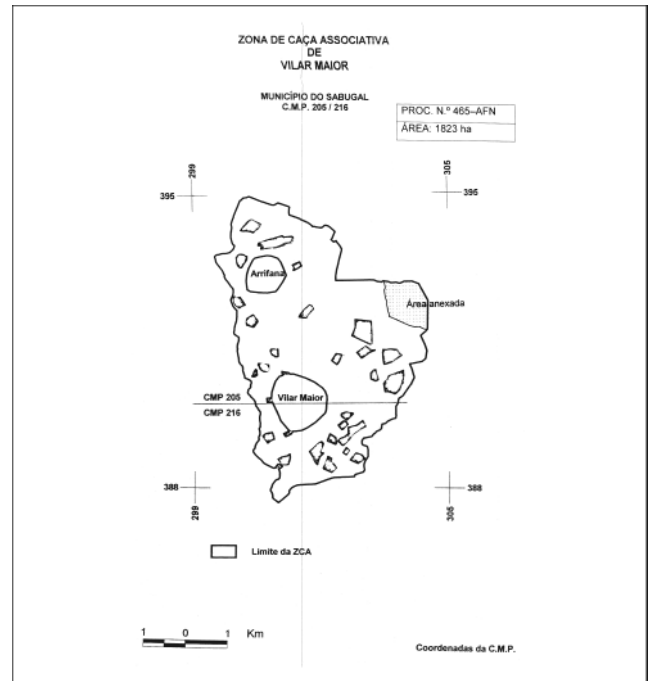 ZONA DE CAÇA ASSOCIATIVA
DE
VILAR MAIOR
MUNICÍPIO DO SABUGAL
C.M.P. 205 / 216
PROC. N.º 465–AFN
ÁREA: 1823 ha
299
305
395
395
Arrifana
Área anexada
CMP 205
Vilar Maior
CMP 216
388
388
299
305
Limite da ZCA
1 0 1 Km
Coordenadas da C.M.P.